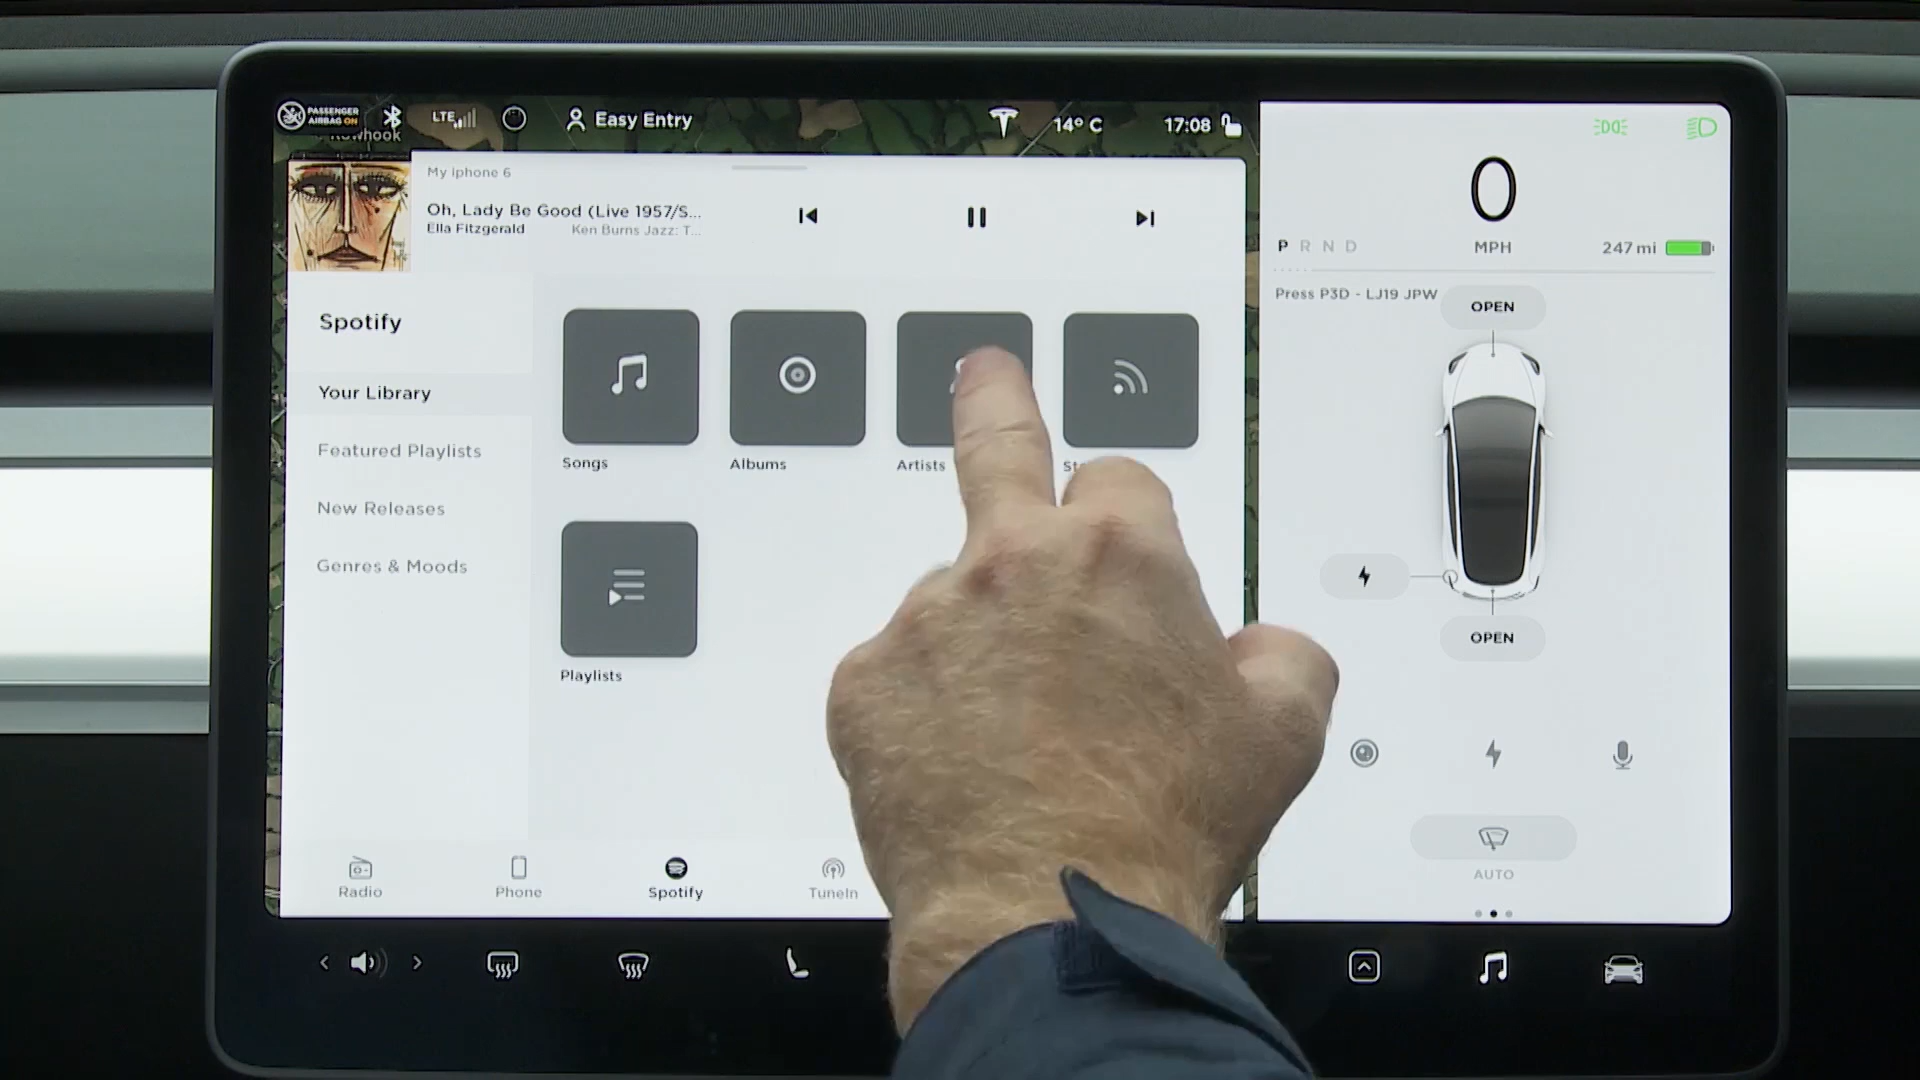 PASSENGER
AIRBAG ON
LTE
Easy Entry
14° C
17:08
My Iphone 6
Oh, Lady Be Good (Live 1957/S...
Ella Fitzgerald Ken Burns Jazz: T...
Spotify
Your Library
Featured Playlists
New Releases
Genres & Moods
Songs
Albums
Artists
Playlists
Radio
Phone
Spotify
TuneIn
0
MPH
P R N D
247 mi
Press P3D - LJ19 JPW
OPEN
OPEN
AUTO